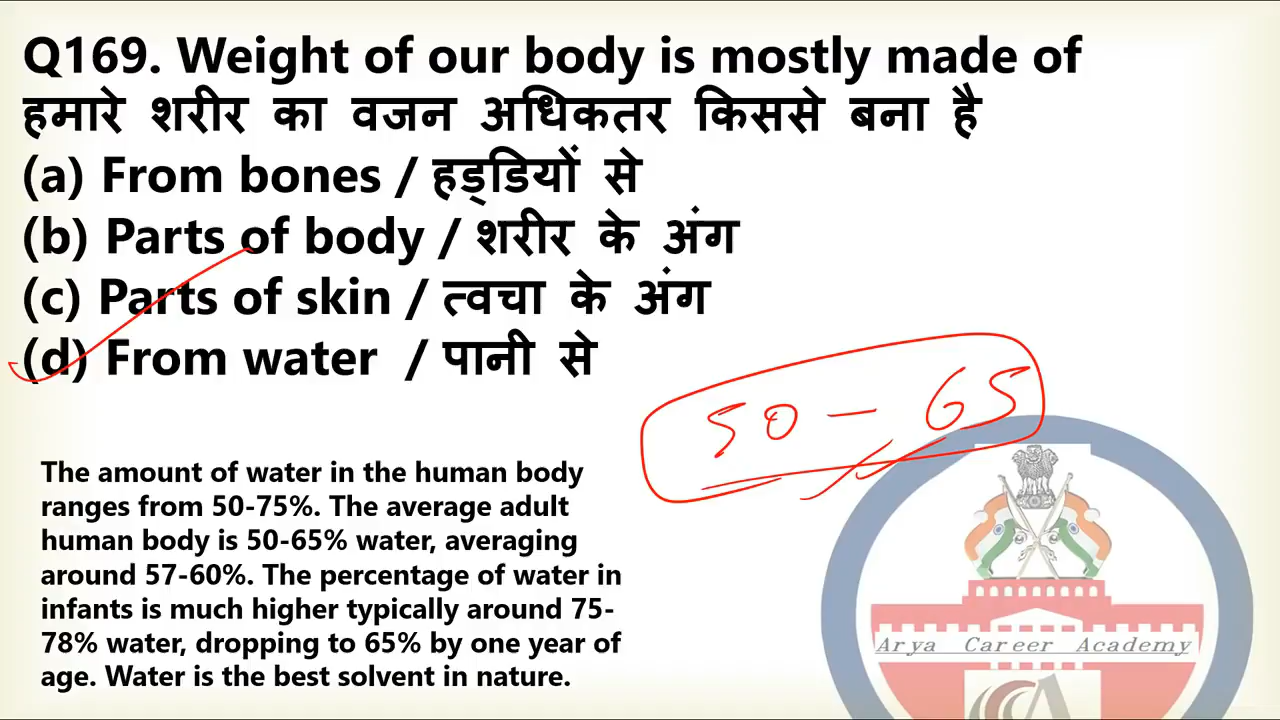 Q169. Weight of our body is mostly made of
हमारे शरीर का वजन अधिकतर किससे बना है
(a) From bones / हड्डियों से
(b) Parts of body / शरीर के अंग
(c) Parts of skin / त्वचा के अंग
(d) From water / पानी से
50 - 65
The amount of water in the human body
ranges from 50-75%. The average adult
human body is 50-65% water, averaging
around 57-60%. The percentage of water in
infants is much higher typically around 75-
78% water, dropping to 65% by one year of
age. Water is the best solvent in nature.
Arya Career Academy